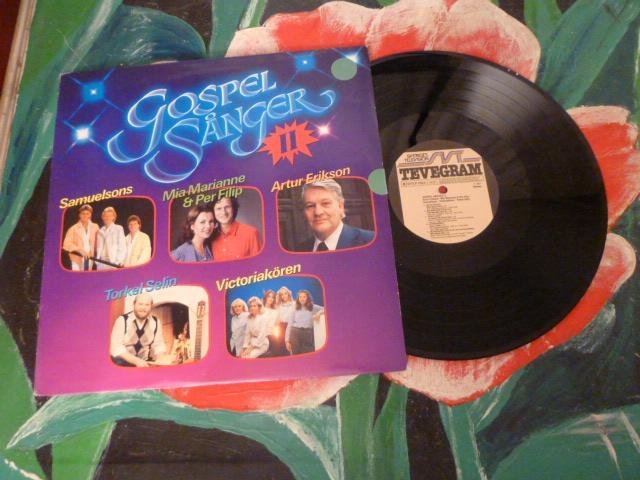 GOSPEL
SÅNGER
II
Samuelsons
Mia-Marianne
& Per Filip
Artur Erikson
Torkel Selin
Victoriakören
TEVEGRAM